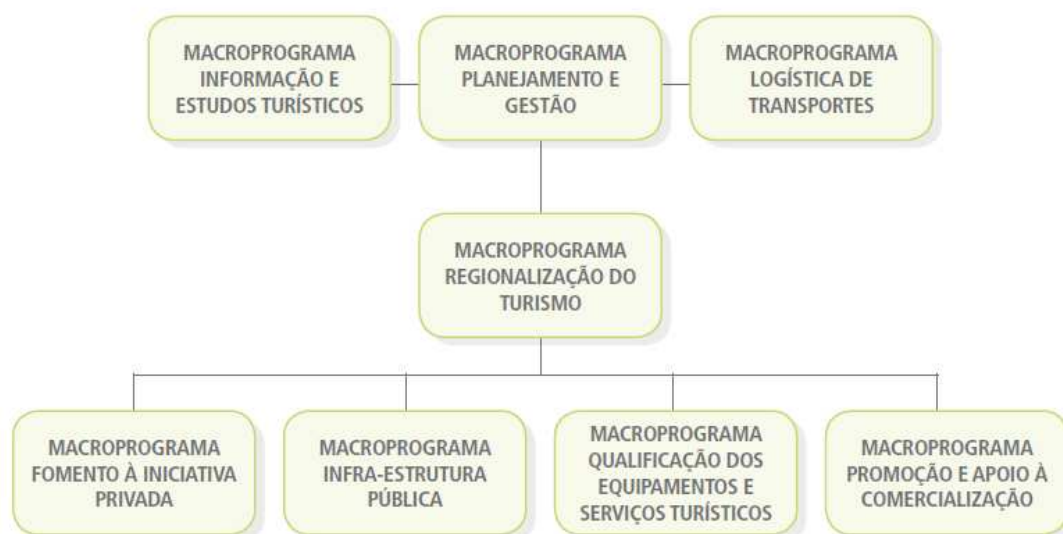 MACROPROGRAMA
INFORMAÇÃO E
ESTUDOS TURÍSTICOS
MACROPROGRAMA
PLANEJAMENTO E
GESTÃO
MACROPROGRAMA
LOGÍSTICA DE
TRANSPORTES
MACROPROGRAMA
REGIONALIZAÇÃO DO
TURISMO
MACROPROGRAMA
FOMENTO À INICIATIVA
PRIVADA
MACROPROGRAMA
INFRA-ESTRUTURA
PÚBLICA
MACROPROGRAMA
QUALIFICAÇÃO DOS
EQUIPAMENTOS E
SERVIÇOS TURÍSTICOS
MACROPROGRAMA
PROMOÇÃO E APOIO À
COMERCIALIZAÇÃO